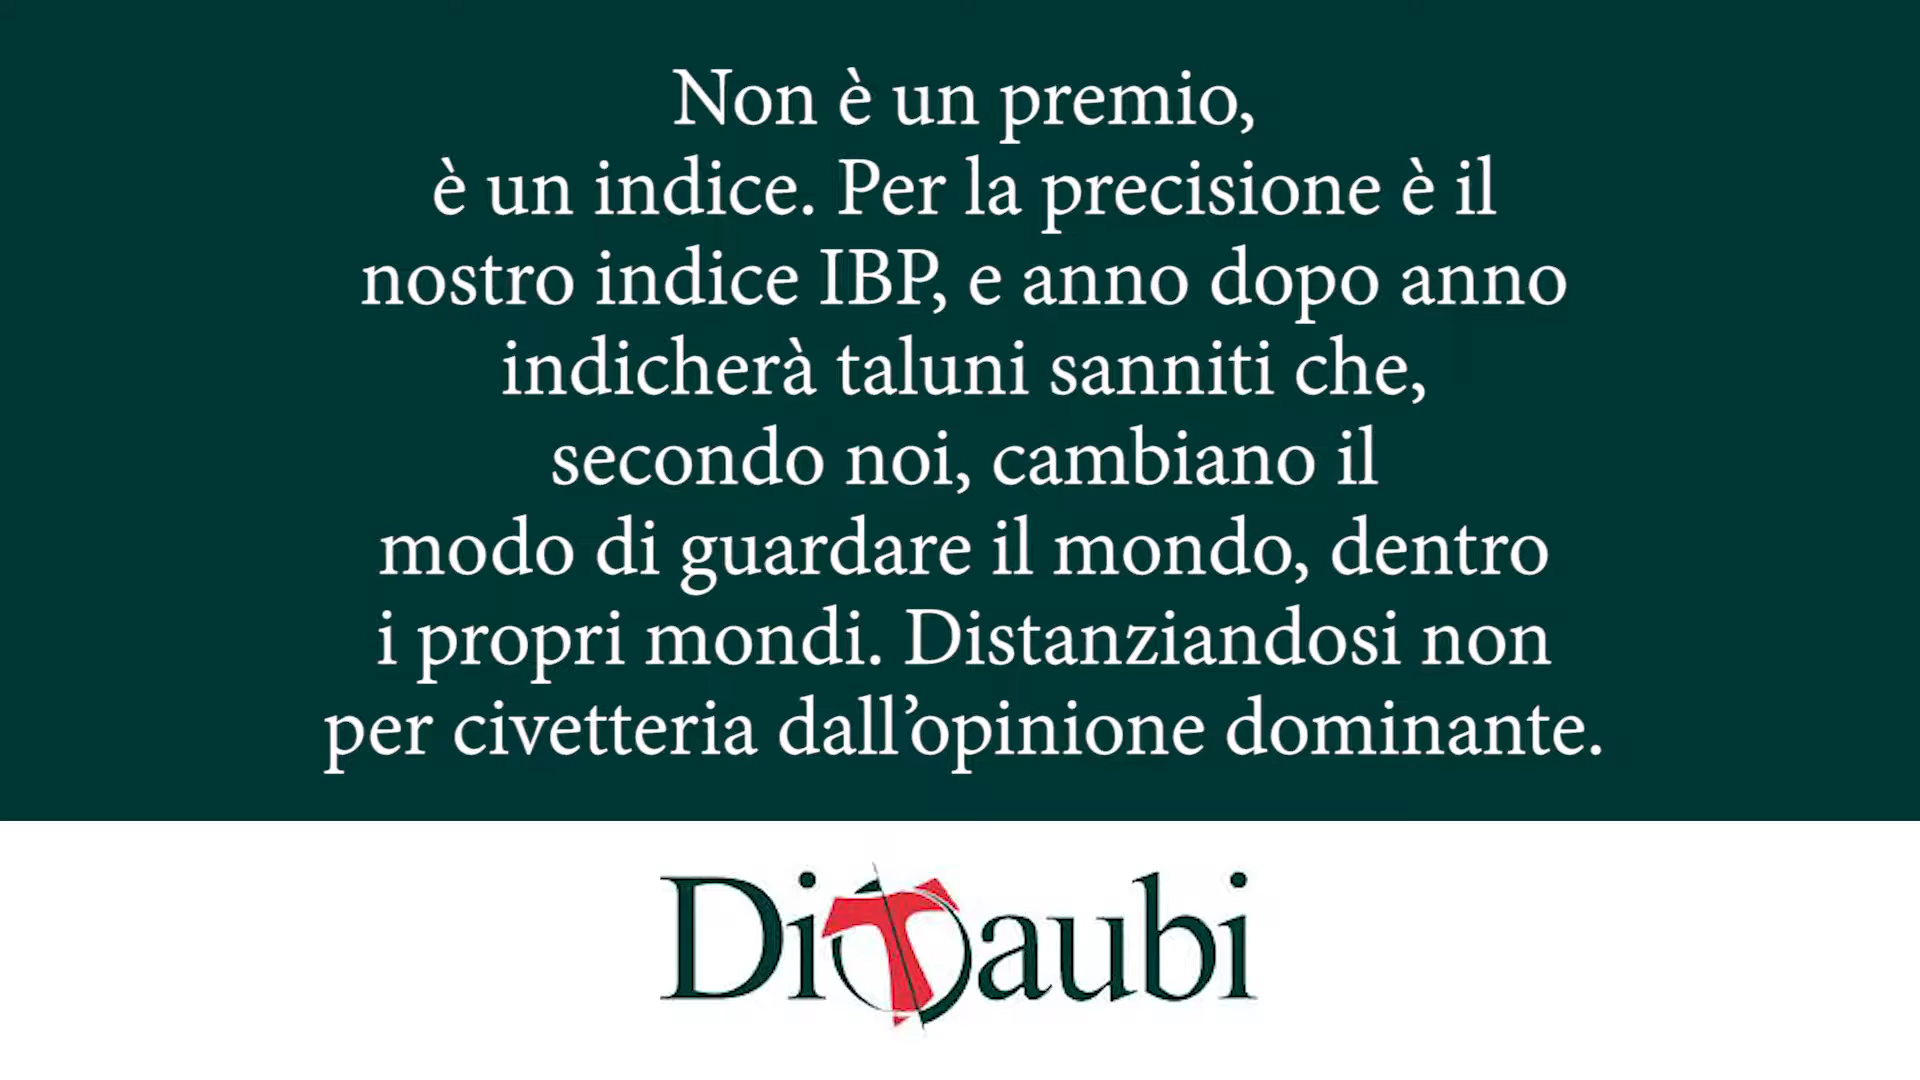 Non è un premio,
è un indice. Per la precisione è il
nostro indice IBP, e anno dopo anno
indicherà taluni sanniti che,
secondo noi, cambiano il
modo di guardare il mondo, dentro
i propri mondi. Distanziandosi non
per civetteria dall’opinione dominante.
DiTaubi